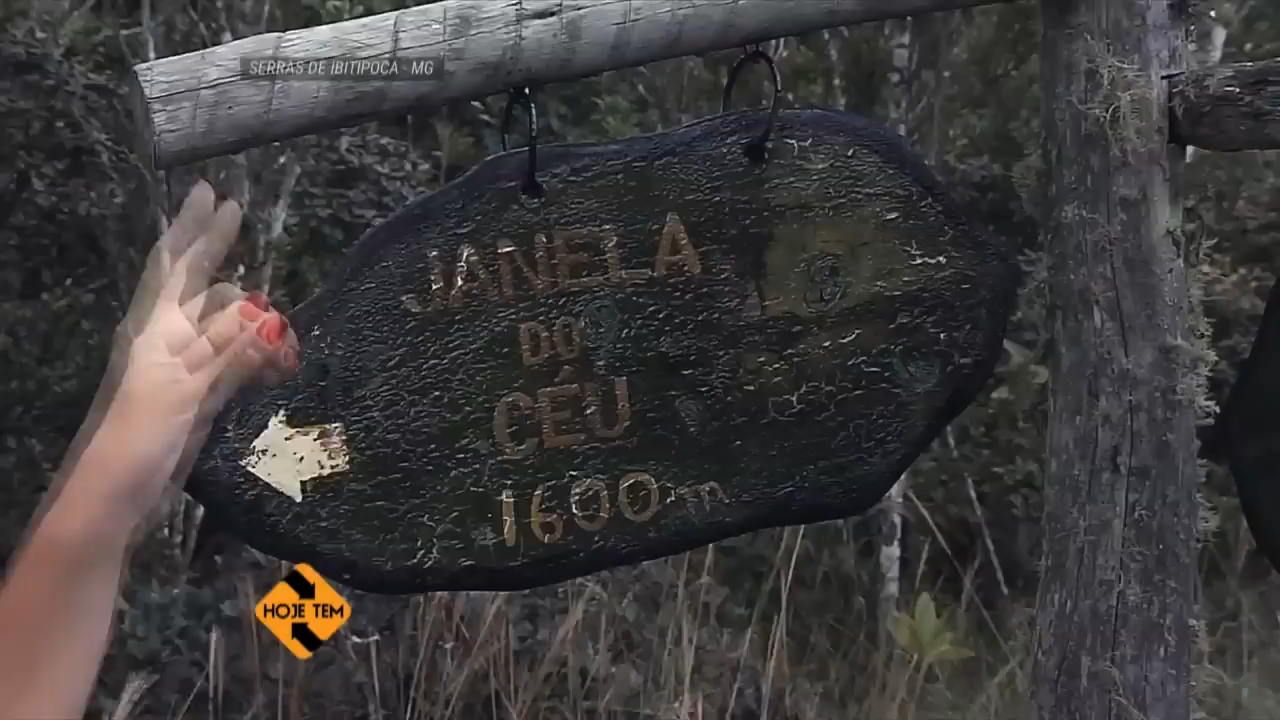 SERRAS DE IBITIPOCA - MG
JANELA
DO
CÉU
1600 m
HOJE TEM